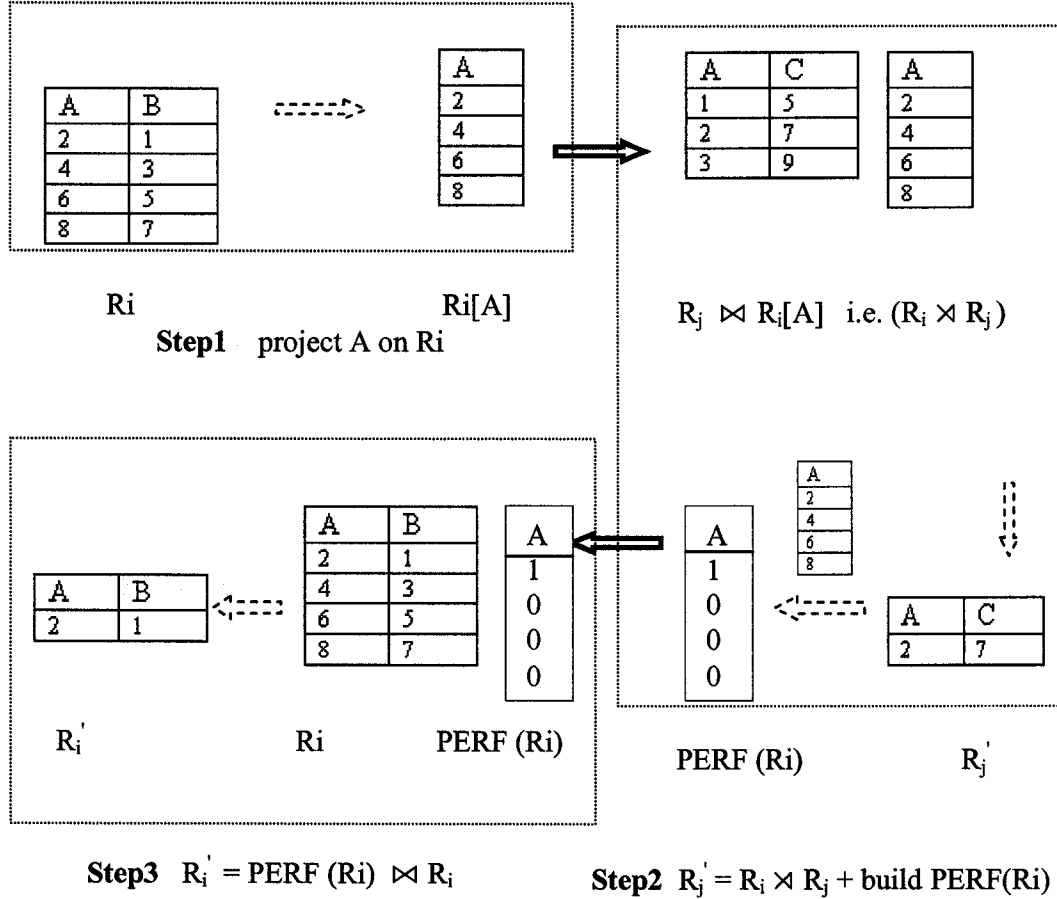 A B
2 1
4 3
6 5
8 7
A
2
4
6
8
Ri Ri[A]
Step1 project A on Ri
A C
1 5
2 7
3 9
A
2
4
6
8
Rj ⋈ Ri[A] i.e. (Ri ⋊ Rj)
A
2
4
6
8
A C
2 7
A
1
0
0
0
PERF (Ri) Rj'
Step2 Rj' = Ri ⋊ Rj + build PERF(Ri)
A
1
0
0
0
A B
2 1
4 3
6 5
8 7
A B
2 1
Ri' Ri PERF (Ri)
Step3 Ri' = PERF (Ri) ⋈ Ri